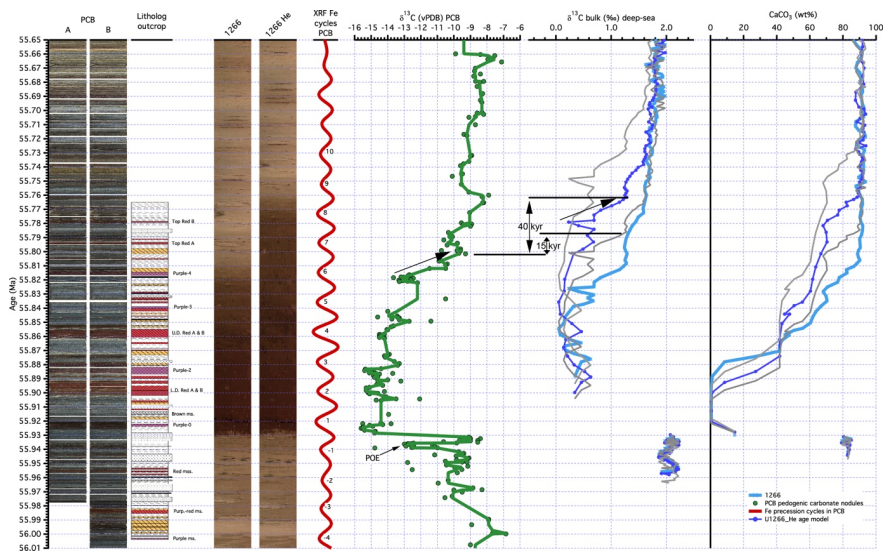 PCB
A B
Litholog
outcrop
1266
1266 He
XRF Fe
cycles
PCB
δ¹³C (vPDB) PCB
-16 -15 -14 -13 -12 -11 -10 -9 -8 -7 -6
δ¹³C bulk (‰) deep-sea
0.0 1.0 2.0 3.0
CaCO₃ (wt%)
0 20 40 60 80 100
Age (Ma)
55.65
55.66
55.67
55.68
55.69
55.70
55.71
55.72
55.73
55.74
55.75
55.76
55.77
55.78
55.79
55.80
55.81
55.82
55.83
55.84
55.85
55.86
55.87
55.88
55.89
55.90
55.91
55.92
55.93
55.94
55.95
55.96
55.97
55.98
55.99
56.00
56.01
Top Red B
Top Red A
Purple-4
Purple-3
U.D. Red A & B
Purple-2
L.D. Red A & B
Brown ms.
Purple-0
Red mss.
Purp.-red ms.
Purple ms.
10
9
8
7
6
5
4
3
2
1
-1
-2
-3
-4
POE
40 kyr
15 kyr
1266
PCB pedogenic carbonate nodules
Fe precession cycles in PCB
U1266_He age model